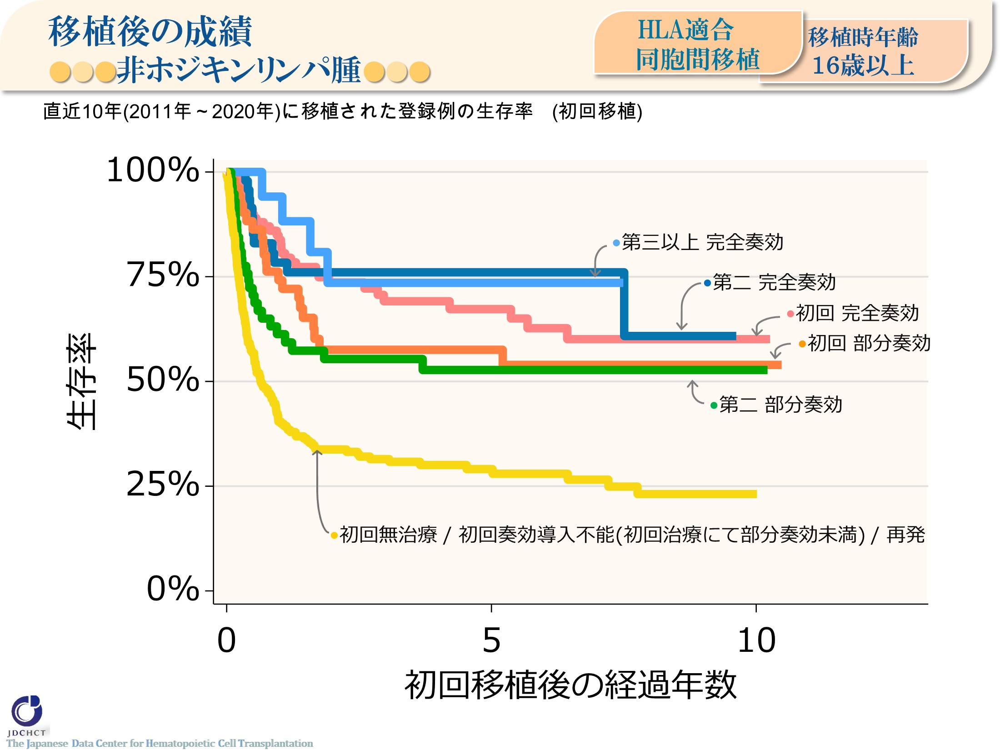 移植後の成績
非ホジキンリンパ腫
HLA適合
同胞間移植
移植時年齢
16歳以上
直近10年(2011年～2020年)に移植された登録例の生存率　(初回移植)
100%
75%
50%
25%
0%
生存率
第三以上 完全奏効
第二 完全奏効
初回 完全奏効
初回 部分奏効
第二 部分奏効
初回無治療 / 初回奏効導入不能(初回治療にて部分奏効未満) / 再発
0
5
10
初回移植後の経過年数
JDCHCT
The Japanese Data Center for Hematopoietic Cell Transplantation